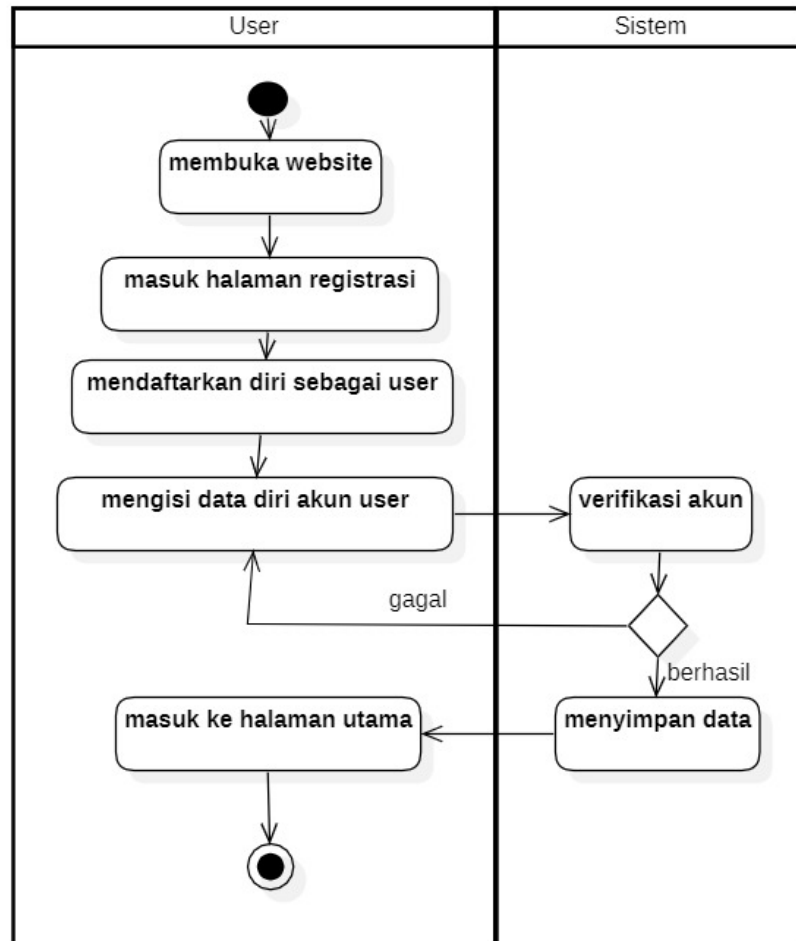 User
Sistem
membuka website
masuk halaman registrasi
mendaftarkan diri sebagai user
mengisi data diri akun user
verifikasi akun
gagal
berhasil
masuk ke halaman utama
menyimpan data